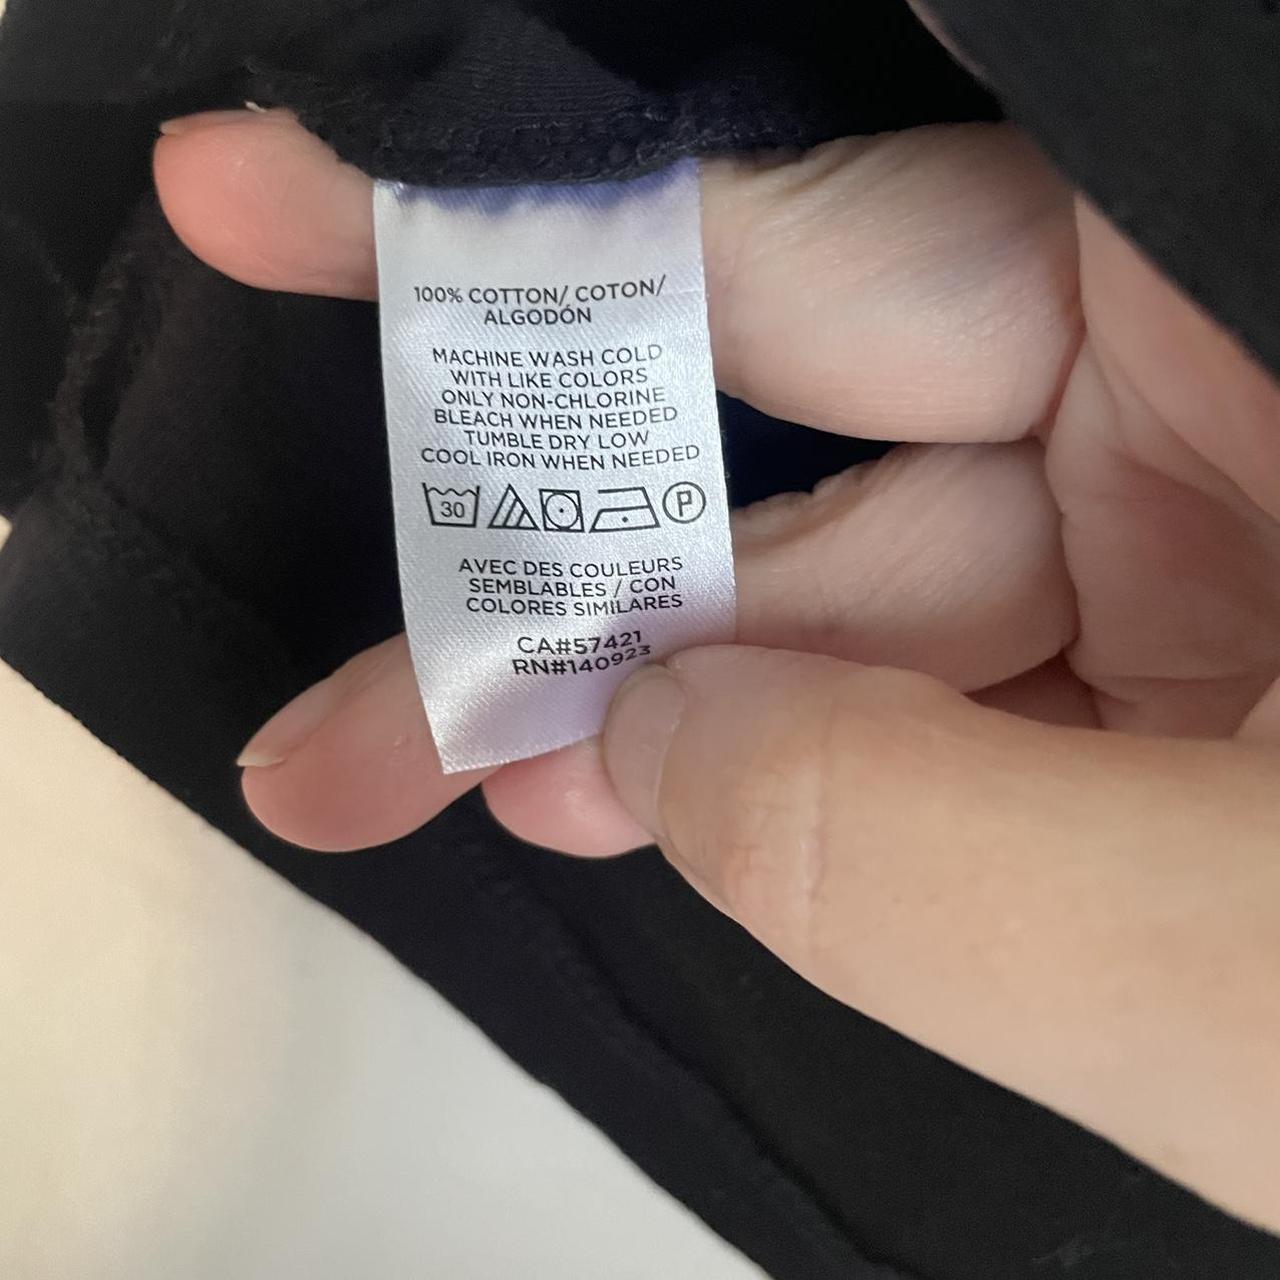 100% COTTON/ COTON/
ALGODÓN
MACHINE WASH COLD
WITH LIKE COLORS
ONLY NON-CHLORINE
BLEACH WHEN NEEDED
TUMBLE DRY LOW
COOL IRON WHEN NEEDED
30 P
AVEC DES COULEURS
SEMBLABLES / CON
COLORES SIMILARES
CA#57421
RN#140923